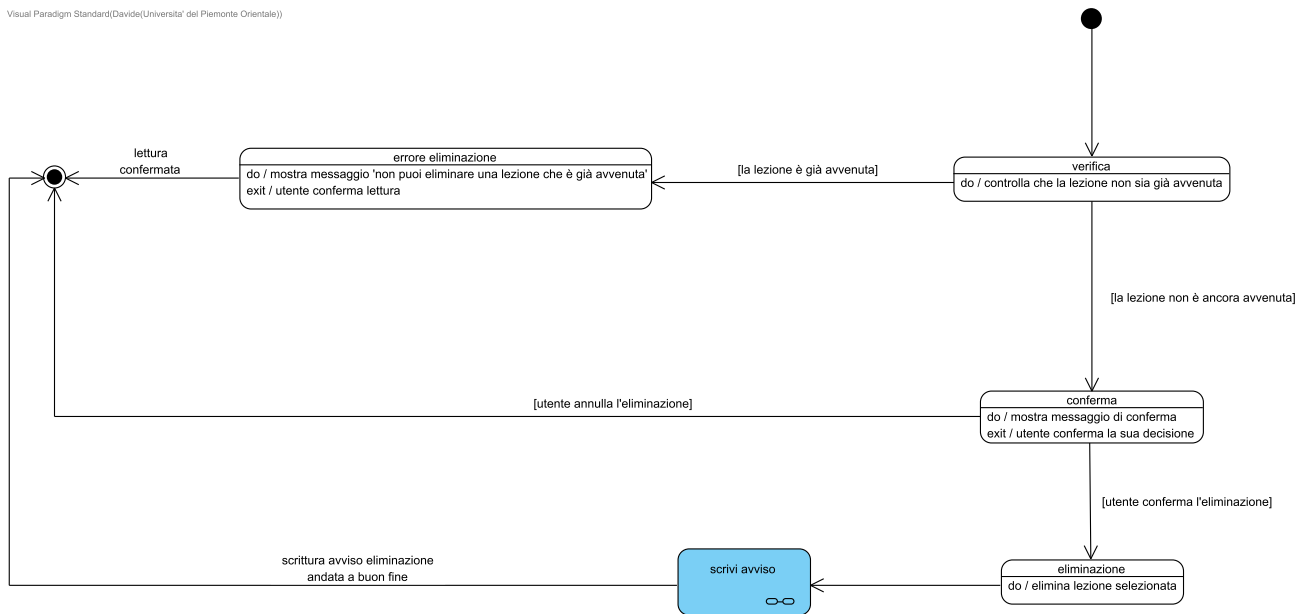 Visual Paradigm Standard(Davide(Universita' del Piemonte Orientale))
lettura
confermata
errore eliminazione
do / mostra messaggio 'non puoi eliminare una lezione che è già avvenuta'
exit / utente conferma lettura
[la lezione è già avvenuta]
verifica
do / controlla che la lezione non sia già avvenuta
[la lezione non è ancora avvenuta]
[utente annulla l'eliminazione]
conferma
do / mostra messaggio di conferma
exit / utente conferma la sua decisione
[utente conferma l'eliminazione]
scrittura avviso eliminazione
andata a buon fine
scrivi avviso
eliminazione
do / elimina lezione selezionata